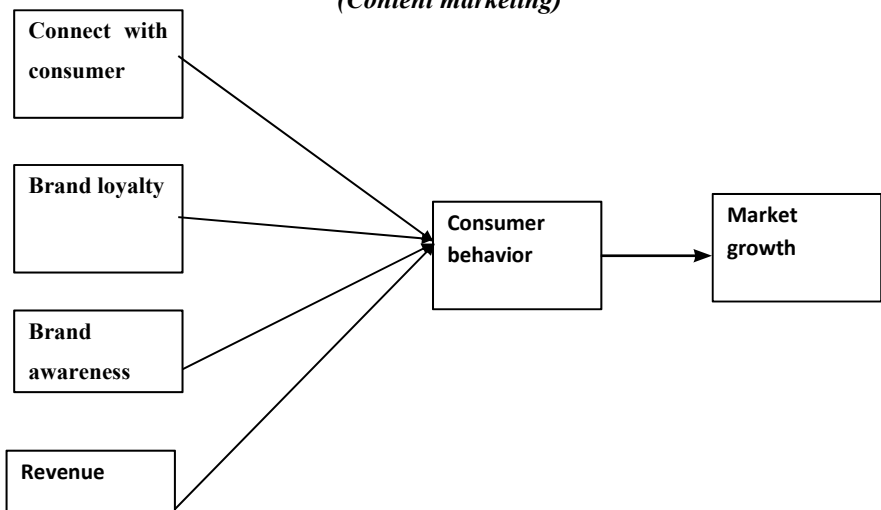 (Content marketing)
Connect with
consumer
Brand loyalty
Consumer
behavior
Market
growth
Brand
awareness
Revenue